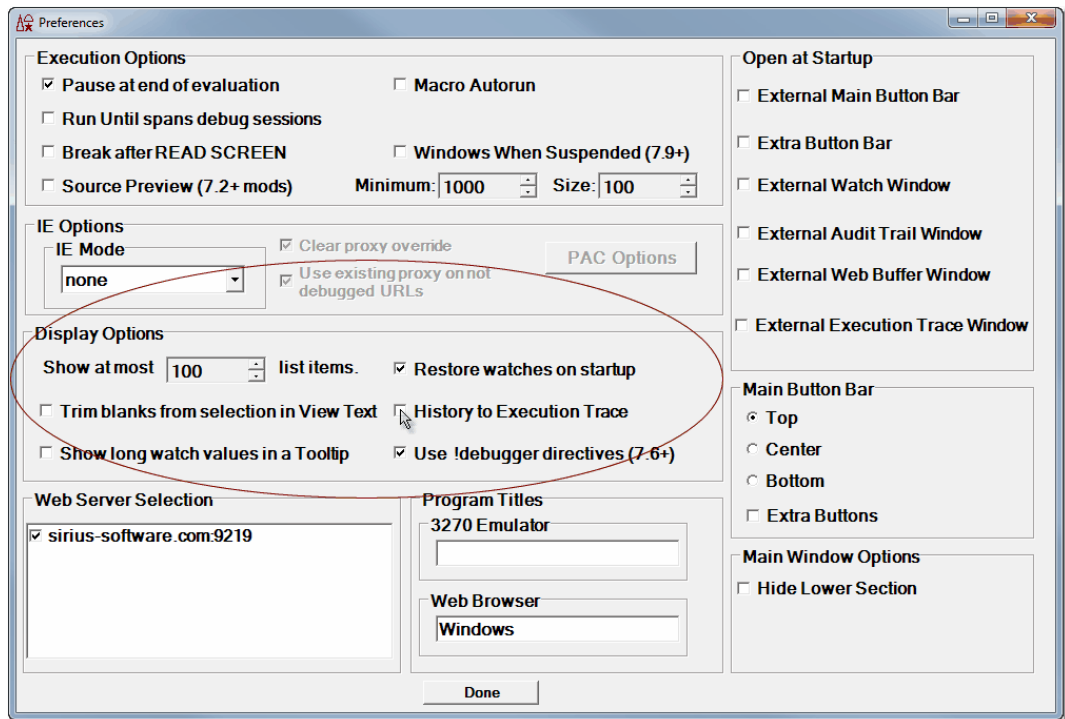 Preferences
Execution Options
Pause at end of evaluation
Macro Autorun
Run Until spans debug sessions
Break after READ SCREEN
Windows When Suspended (7.9+)
Source Preview (7.2+ mods)
Minimum: 1000 Size: 100
IE Options
IE Mode
none
Clear proxy override
Use existing proxy on not
debugged URLs
PAC Options
Display Options
Show at most 100 list items.
Restore watches on startup
Trim blanks from selection in View Text
History to Execution Trace
Show long watch values in a Tooltip
Use !debugger directives (7.6+)
Web Server Selection
sirius-software.com:9219
Program Titles
3270 Emulator
Web Browser
Windows
Open at Startup
External Main Button Bar
Extra Button Bar
External Watch Window
External Audit Trail Window
External Web Buffer Window
External Execution Trace Window
Main Button Bar
Top
Center
Bottom
Extra Buttons
Main Window Options
Hide Lower Section
Done